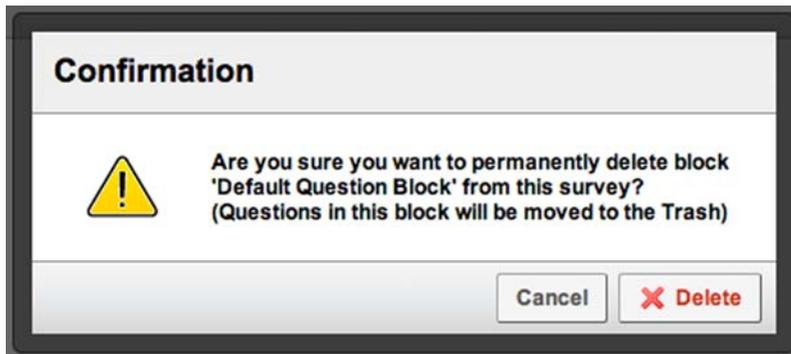 Confirmation
Are you sure you want to permanently delete block
'Default Question Block' from this survey?
(Questions in this block will be moved to the Trash)
Cancel
Delete